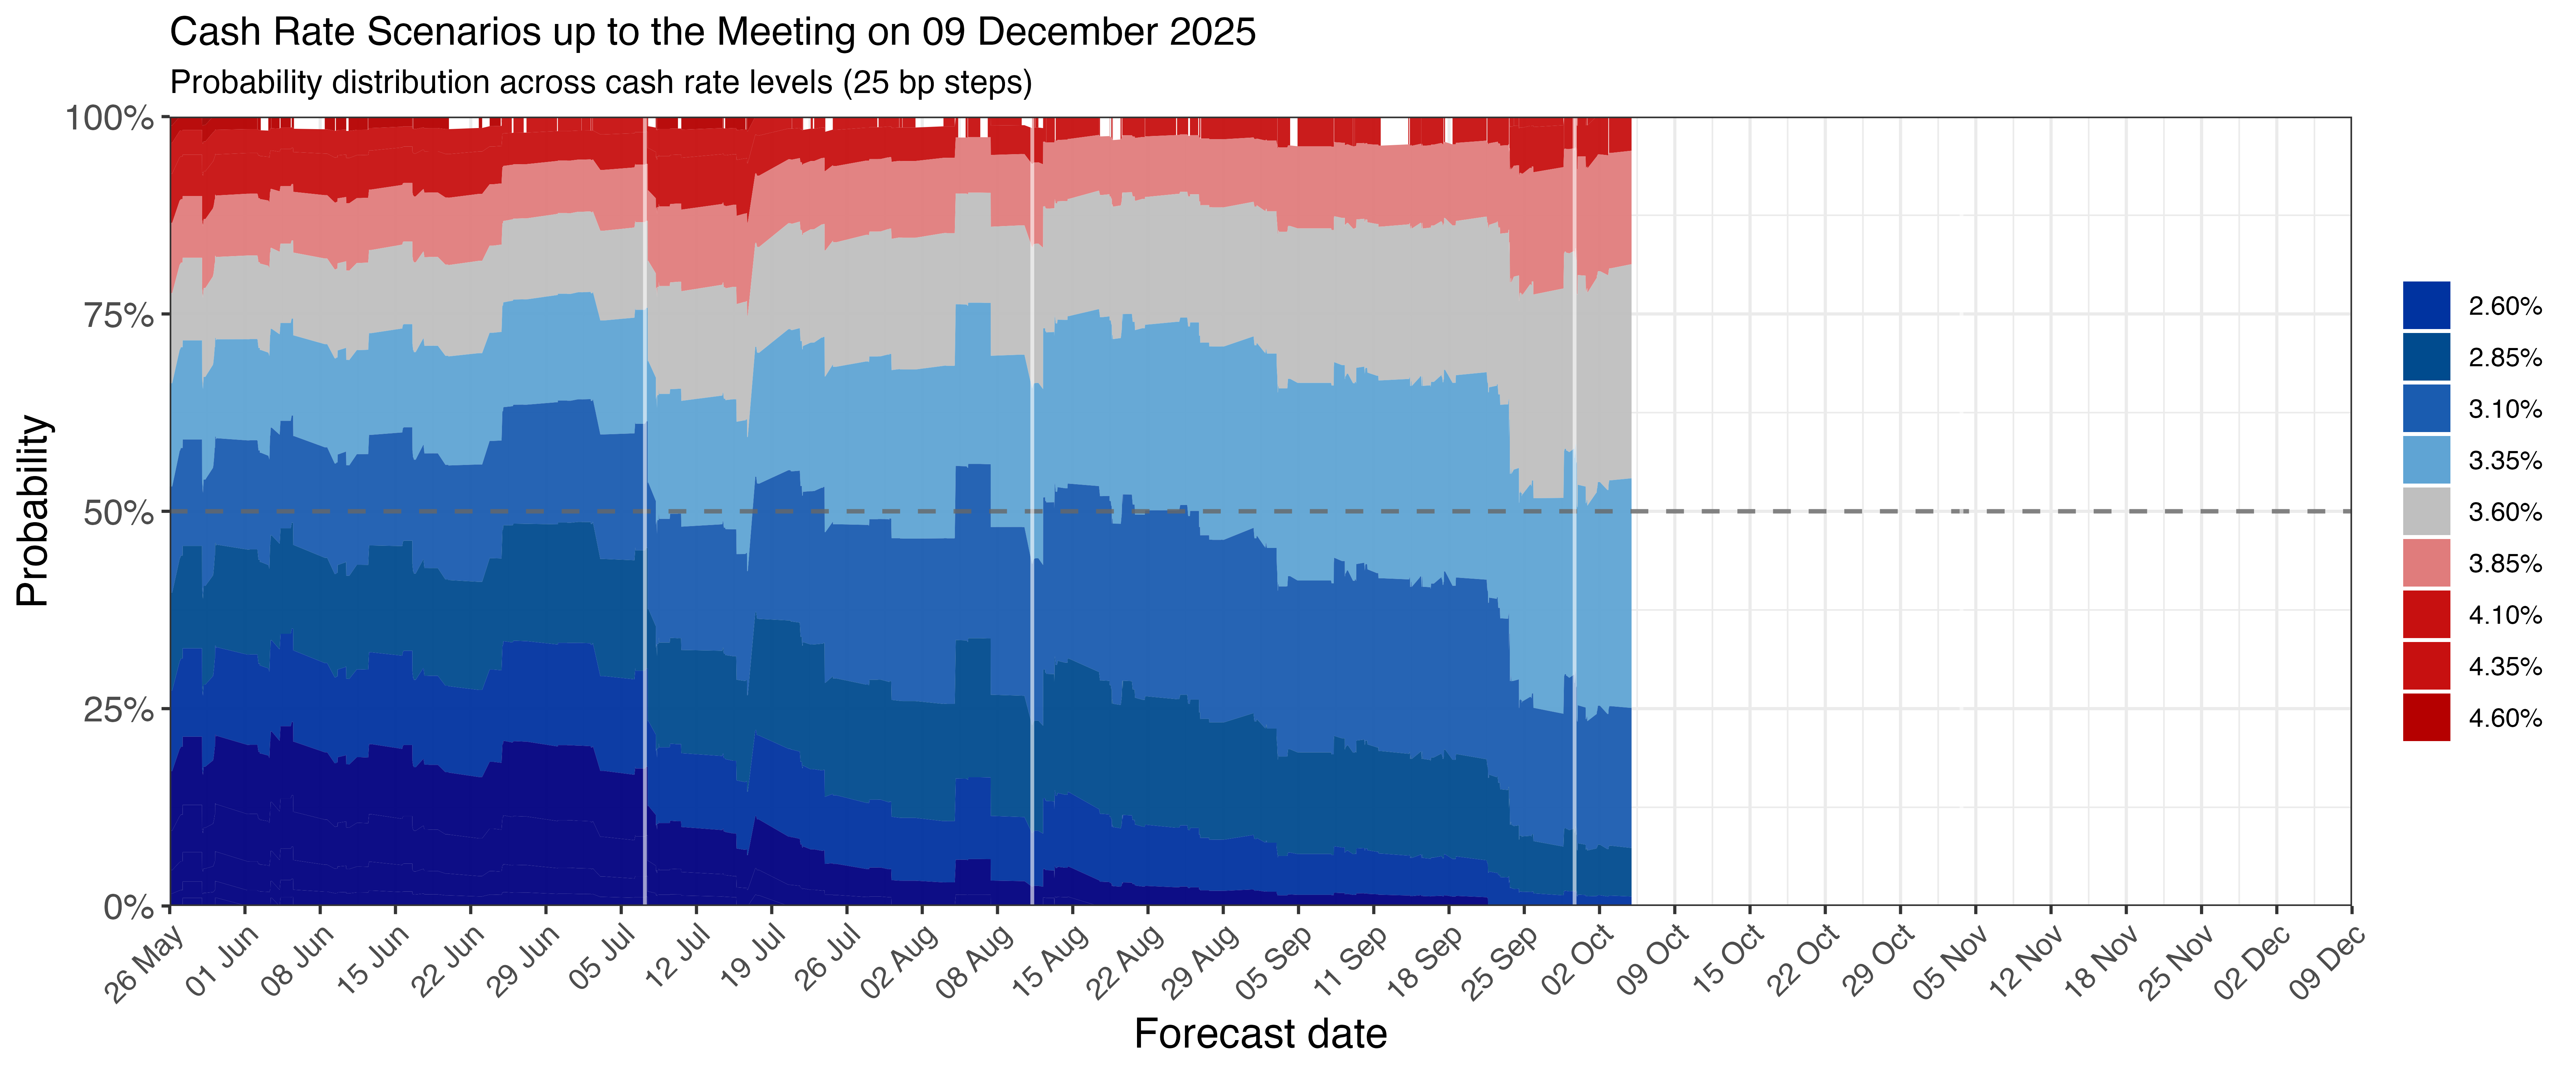 Cash Rate Scenarios up to the Meeting on 09 December 2025
Probability distribution across cash rate levels (25 bp steps)
100%
75%
50%
25%
0%
Probability
26 May
01 Jun
08 Jun
15 Jun
22 Jun
29 Jun
05 Jul
12 Jul
19 Jul
26 Jul
02 Aug
08 Aug
15 Aug
22 Aug
29 Aug
05 Sep
11 Sep
18 Sep
25 Sep
02 Oct
09 Oct
15 Oct
22 Oct
29 Oct
05 Nov
12 Nov
18 Nov
25 Nov
02 Dec
09 Dec
Forecast date
2.60%
2.85%
3.10%
3.35%
3.60%
3.85%
4.10%
4.35%
4.60%